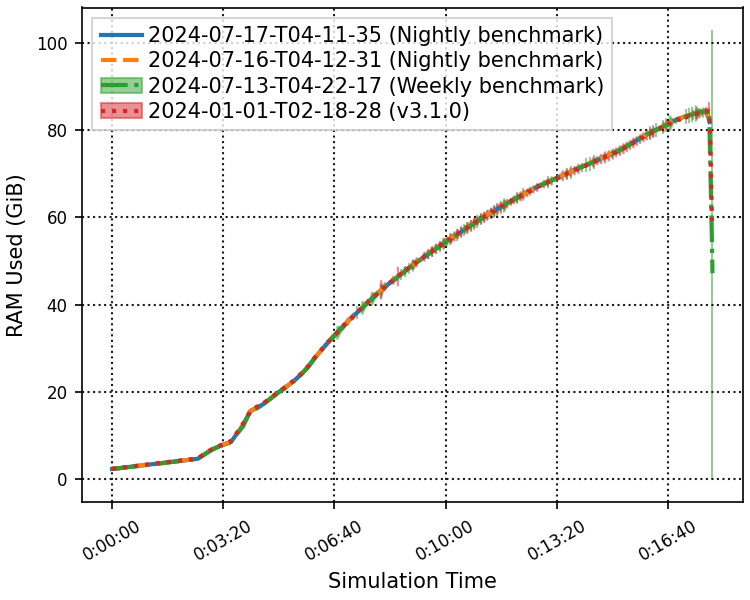 2024-07-17-T04-11-35 (Nightly benchmark)
2024-07-16-T04-12-31 (Nightly benchmark)
2024-07-13-T04-22-17 (Weekly benchmark)
2024-01-01-T02-18-28 (v3.1.0)
RAM Used (GiB)
100
80
60
40
20
0
0:00:00
0:03:20
0:06:40
0:10:00
0:13:20
0:16:40
Simulation Time